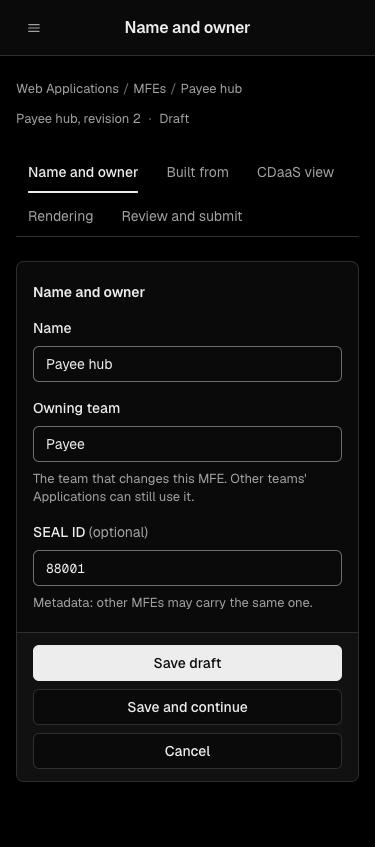 Name and owner
Web Applications / MFEs / Payee hub
Payee hub, revision 2 · Draft
Name and owner Built from CDaaS view
Rendering Review and submit
Name and owner
Name
Payee hub
Owning team
Payee
The team that changes this MFE. Other teams'
Applications can still use it.
SEAL ID (optional)
88001
Metadata: other MFEs may carry the same one.
Save draft
Save and continue
Cancel